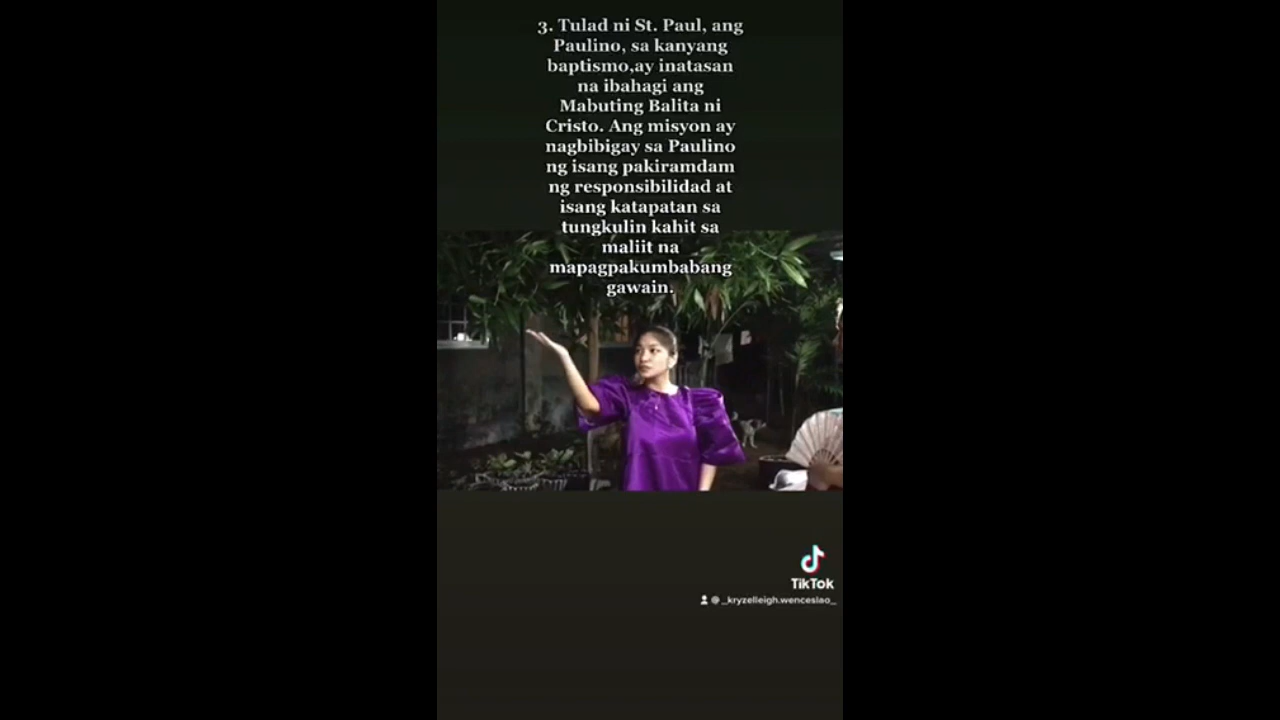 3. Tulad ni St. Paul, ang
Paulino, sa kanyang
baptismo,ay inatasan
na ibahagi ang
Mabuting Balita ni
Cristo. Ang misyon ay
nagbibigay sa Paulino
ng isang pakiramdam
ng responsibilidad at
isang katapatan sa
tungkulin kahit sa
maliit na
mapagpakumbabang
gawain.
TikTok
@ _kryzelleigh.wenceslao_